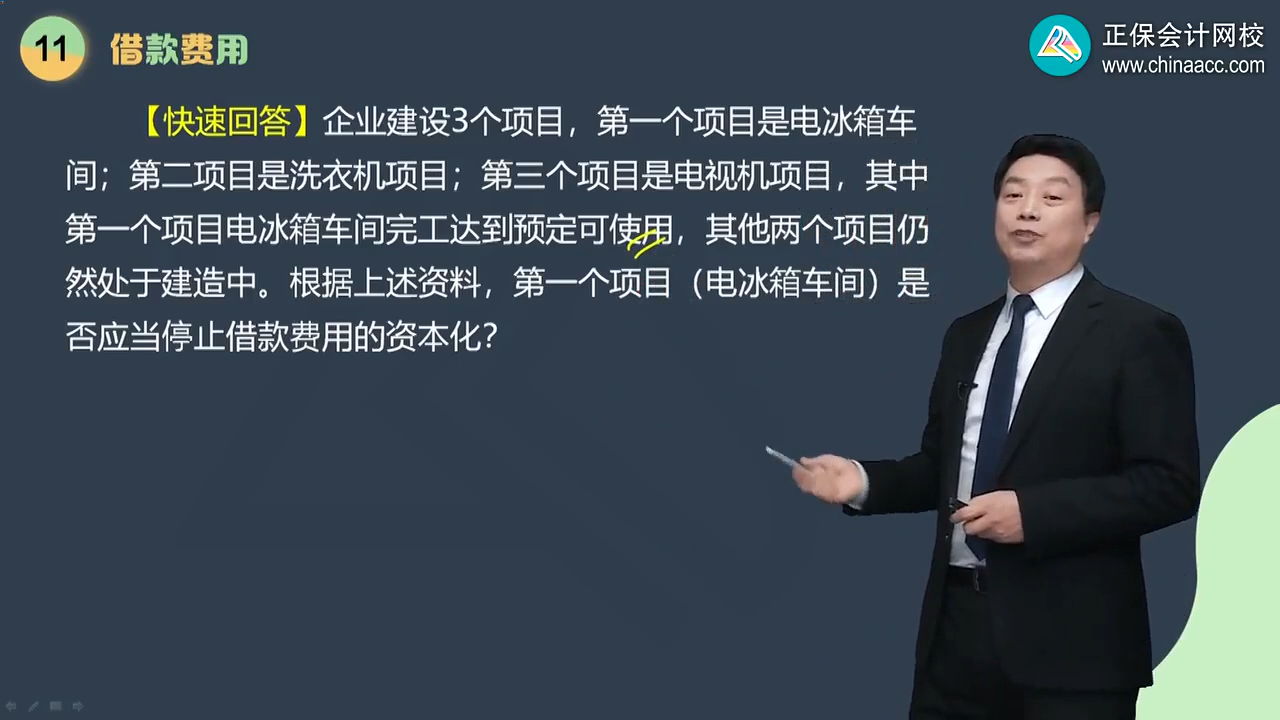 11 借款费用
正保会计网校
www.chinaacc.com
【快速回答】企业建设3个项目，第一个项目是电冰箱车
间；第二项目是洗衣机项目；第三个项目是电视机项目，其中
第一个项目电冰箱车间完工达到预定可使用，其他两个项目仍
然处于建造中。根据上述资料，第一个项目（电冰箱车间）是
否应当停止借款费用的资本化？